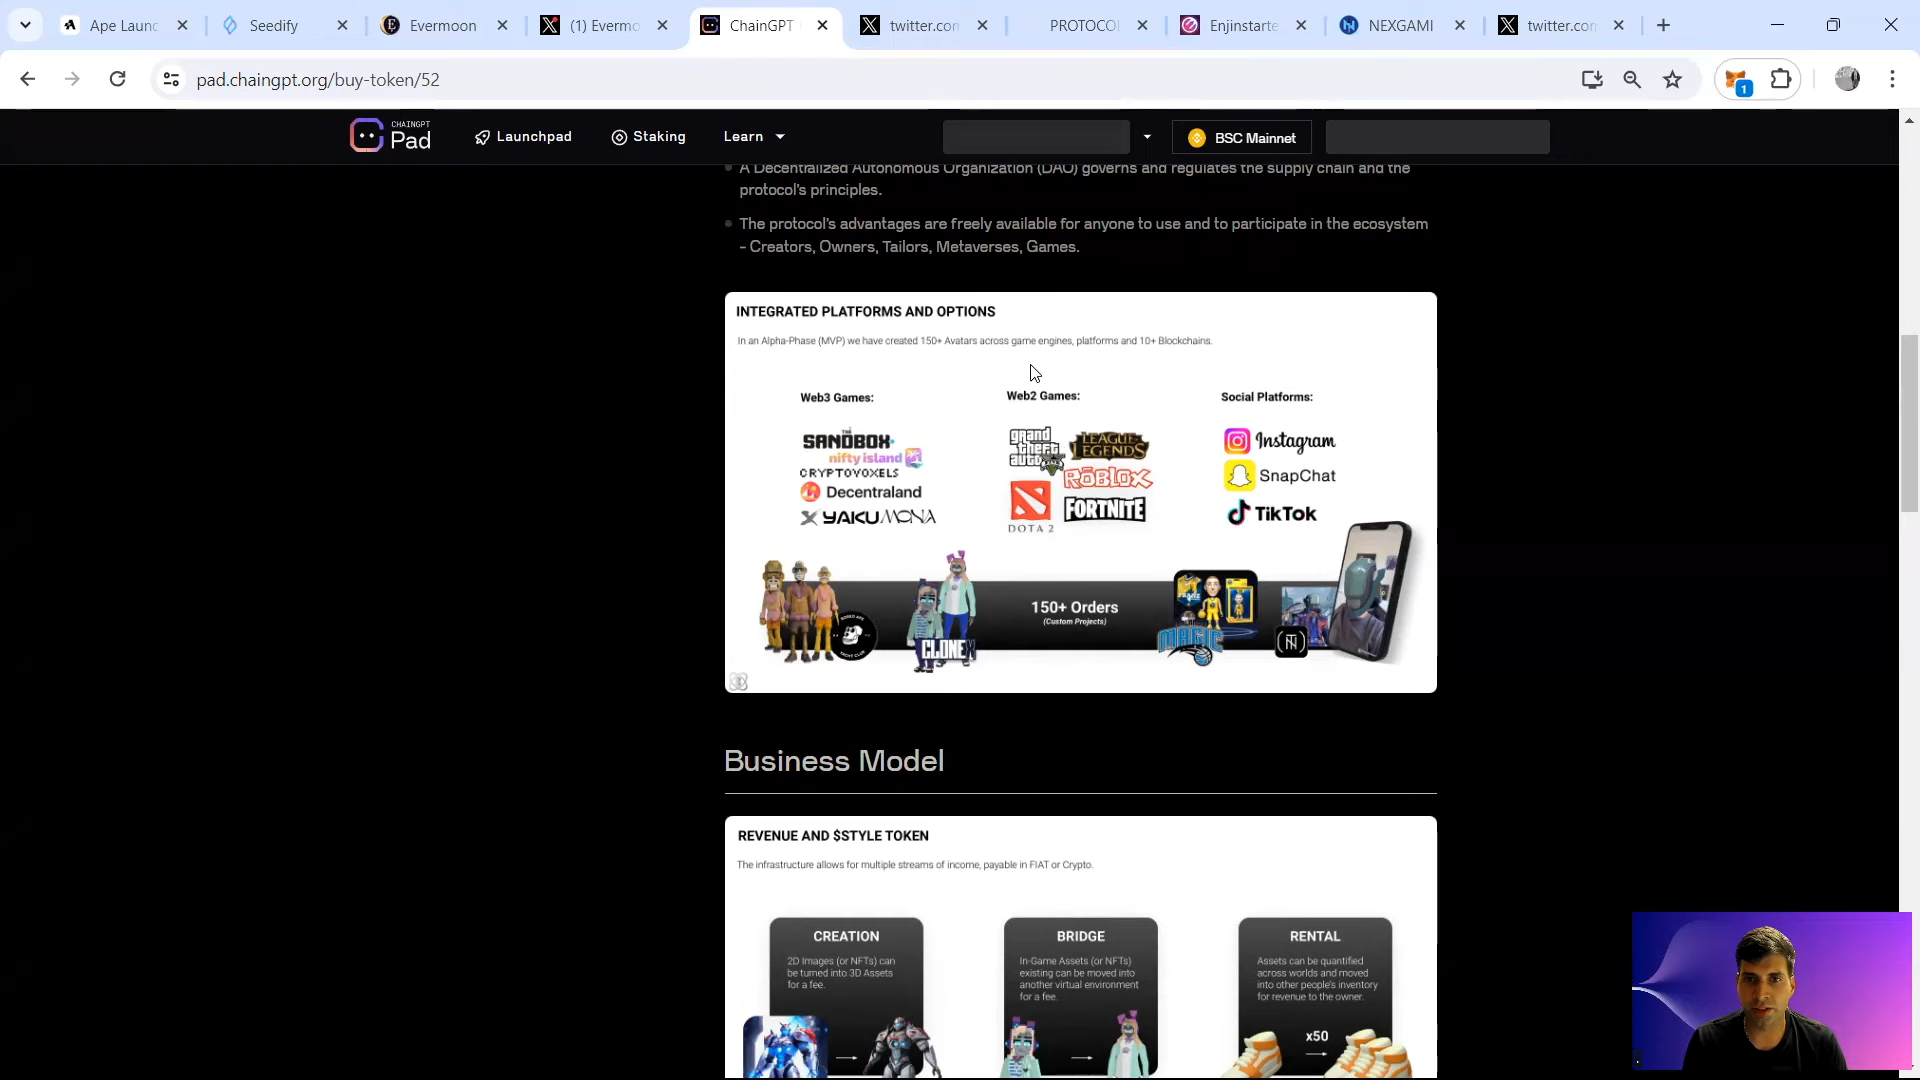 Ape Launc
Seedify
Evermoon
(1) Evermo
ChainGPT
twitter.con
PROTOCOL
Enjinstarte
NEXGAMI
twitter.con
pad.chaingpt.org/buy-token/52
1
CHAINGPT
Pad
Launchpad
Staking
Learn
BSC Mainnet
A Decentralized Autonomous Organization (DAO) governs and regulates the supply chain and the
protocol's principles.
The protocol's advantages are freely available for anyone to use and to participate in the ecosystem
- Creators, Owners, Tailors, Metaverses, Games.
INTEGRATED PLATFORMS AND OPTIONS
In an Alpha-Phase (MVP) we have created 150+ Avatars across game engines, platforms and 10+ Blockchains.
Web3 Games:
Web2 Games:
Social Platforms:
THE
SANDBOX
nifty island
CRYPTOVOXELS
Decentraland
YAKUMONA
grand
theft
auto
V
LEAGUE OF
LEGENDS
ROBLOX
DOTA 2
FORTNITE
Instagram
SnapChat
TikTok
150+ Orders
(Custom Projects)
CLONEX
MAGIC
Business Model
REVENUE AND $STYLE TOKEN
The infrastructure allows for multiple streams of income, payable in FIAT or Crypto.
CREATION
2D Images (or NFTs) can
be turned into 3D Assets
for a fee.
BRIDGE
In-Game Assets (or NFTs)
existing can be moved into
another virtual environment
for a fee.
RENTAL
Assets can be quantified
across worlds and moved
into other people's inventory
for revenue to the owner.
x50